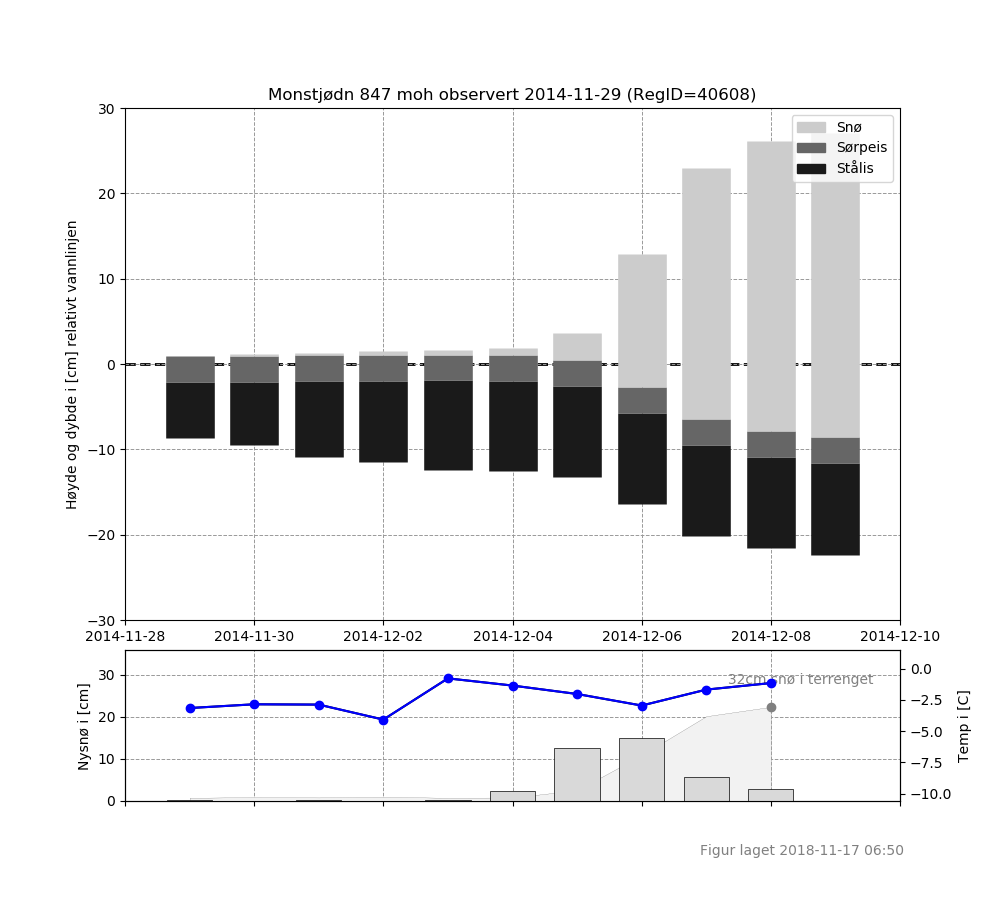 Monstjødn 847 moh observert 2014-11-29 (RegID=40608)
Høyde og dybde i [cm] relativt vannlinjen
30
20
10
0
−10
−20
−30
Snø
Sørpeis
Stålis
2014-11-28
2014-11-30
2014-12-02
2014-12-04
2014-12-06
2014-12-08
2014-12-10
Nysnø i [cm]
30
20
10
0
32cm snø i terrenget
0.0
−2.5
−5.0
−7.5
−10.0
Temp i [C]
Figur laget 2018-11-17 06:50